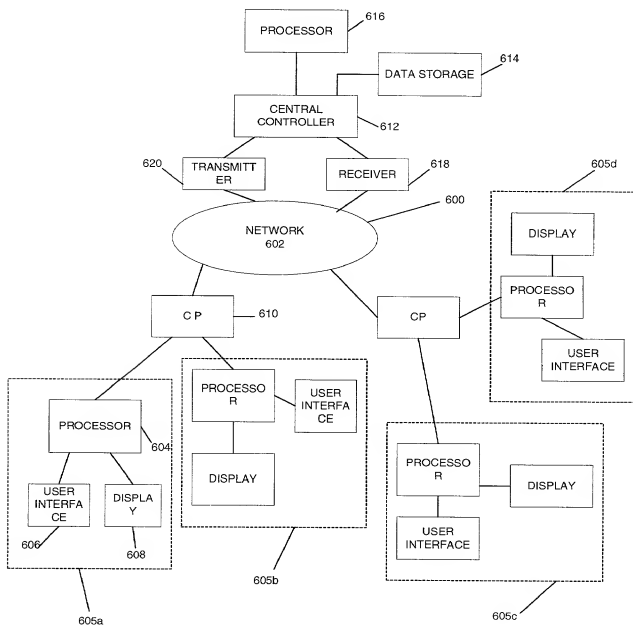 616
PROCESSOR
614
DATA STORAGE
CENTRAL
CONTROLLER
612
620
TRANSMITT
ER
RECEIVER
618
605d
600
NETWORK
602
DISPLAY
PROCESSO
R
USER
INTERFACE
C P
610
CP
PROCESSO
R
USER
INTERFA
CE
DISPLAY
PROCESSOR
604
USER
INTERFA
CE
DISPLA
Y
606
608
PROCESSO
R
DISPLAY
USER
INTERFACE
605b
605a
605c